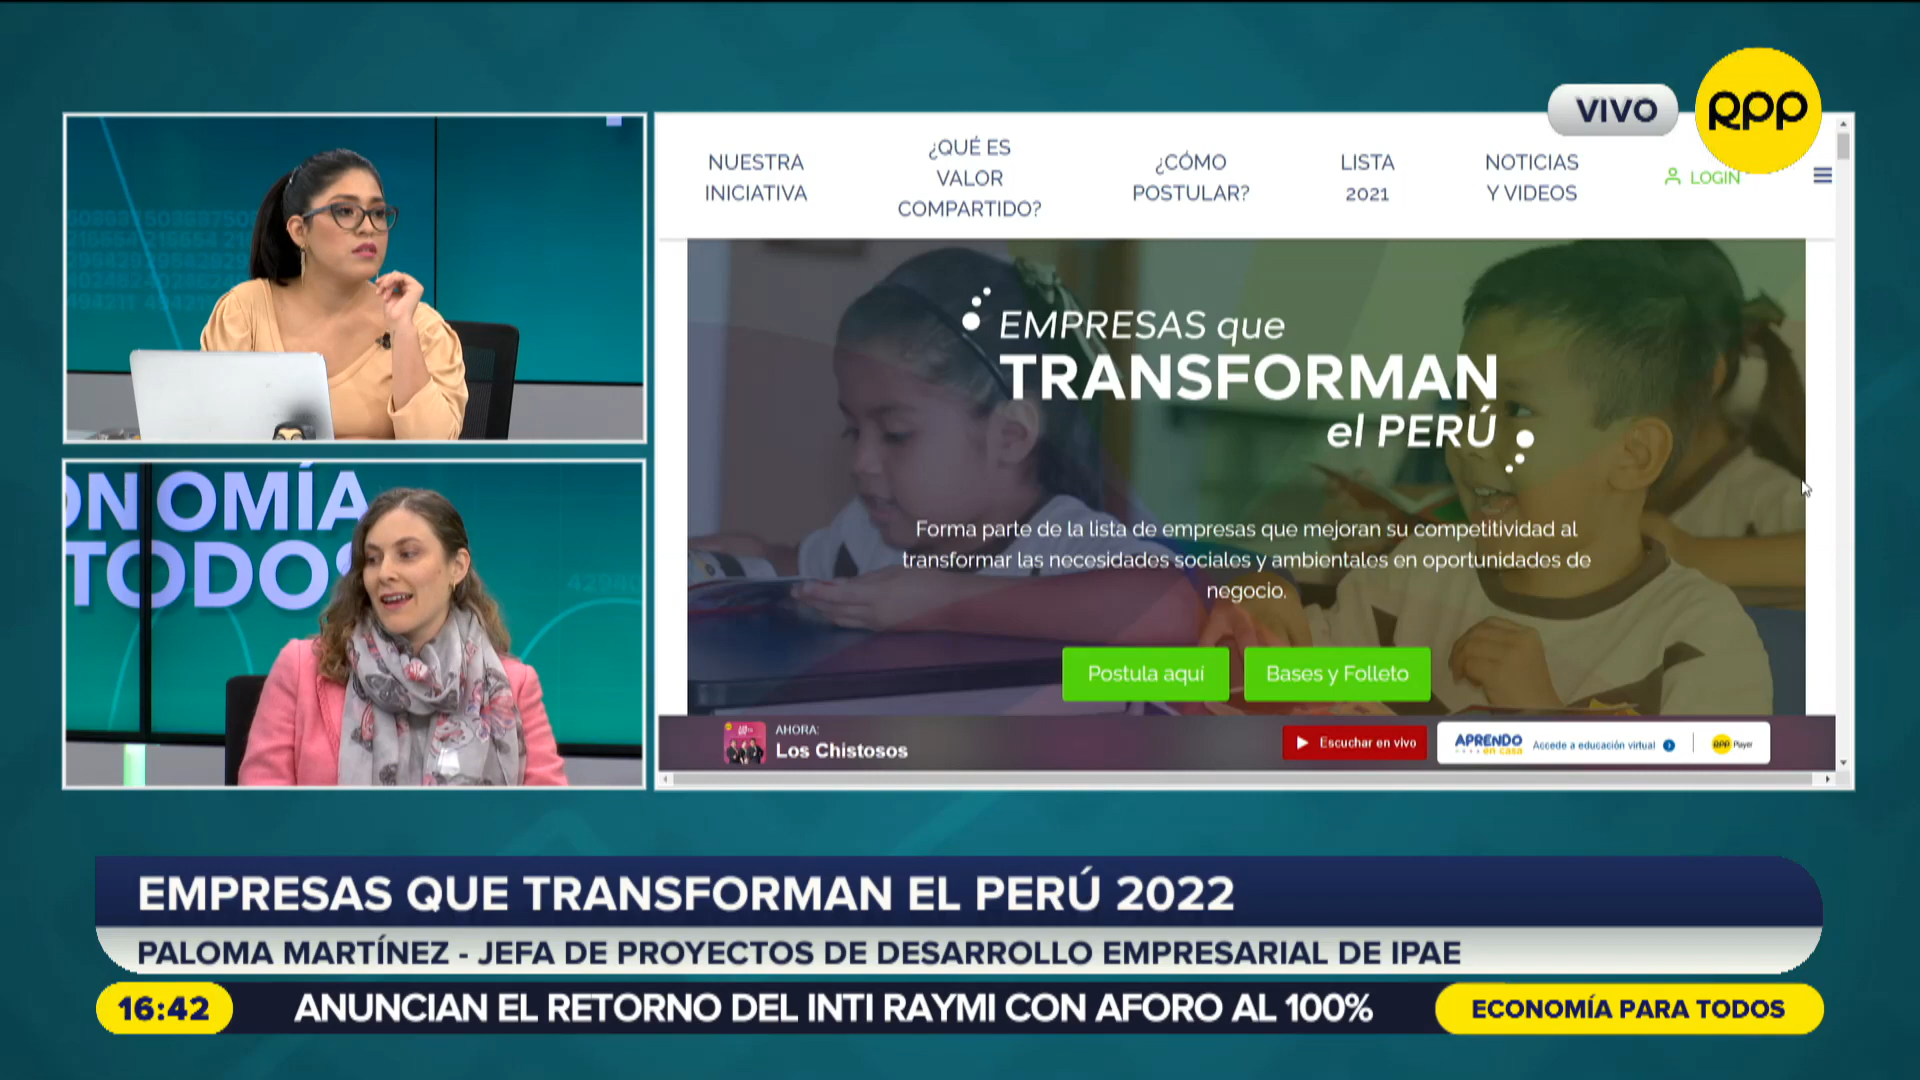 VIVO
rpp
ONOMÍA
TODOS
NUESTRA
INICIATIVA
¿QUÉ ES
VALOR
COMPARTIDO?
¿CÓMO
POSTULAR?
LISTA
2021
NOTICIAS
Y VIDEOS
LOGIN
EMPRESAS que
TRANSFORMAN
el PERÚ
Forma parte de la lista de empresas que mejoran su competitividad al
transformar las necesidades sociales y ambientales en oportunidades de
negocio.
Postula aquí
Bases y Folleto
AHORA:
Los Chistosos
Escuchar en vivo
APRENDO
en casa
Accede a educación virtual
RPP Player
EMPRESAS QUE TRANSFORMAN EL PERÚ 2022
PALOMA MARTÍNEZ - JEFA DE PROYECTOS DE DESARROLLO EMPRESARIAL DE IPAE
16:42
ANUNCIAN EL RETORNO DEL INTI RAYMI CON AFORO AL 100%
ECONOMÍA PARA TODOS